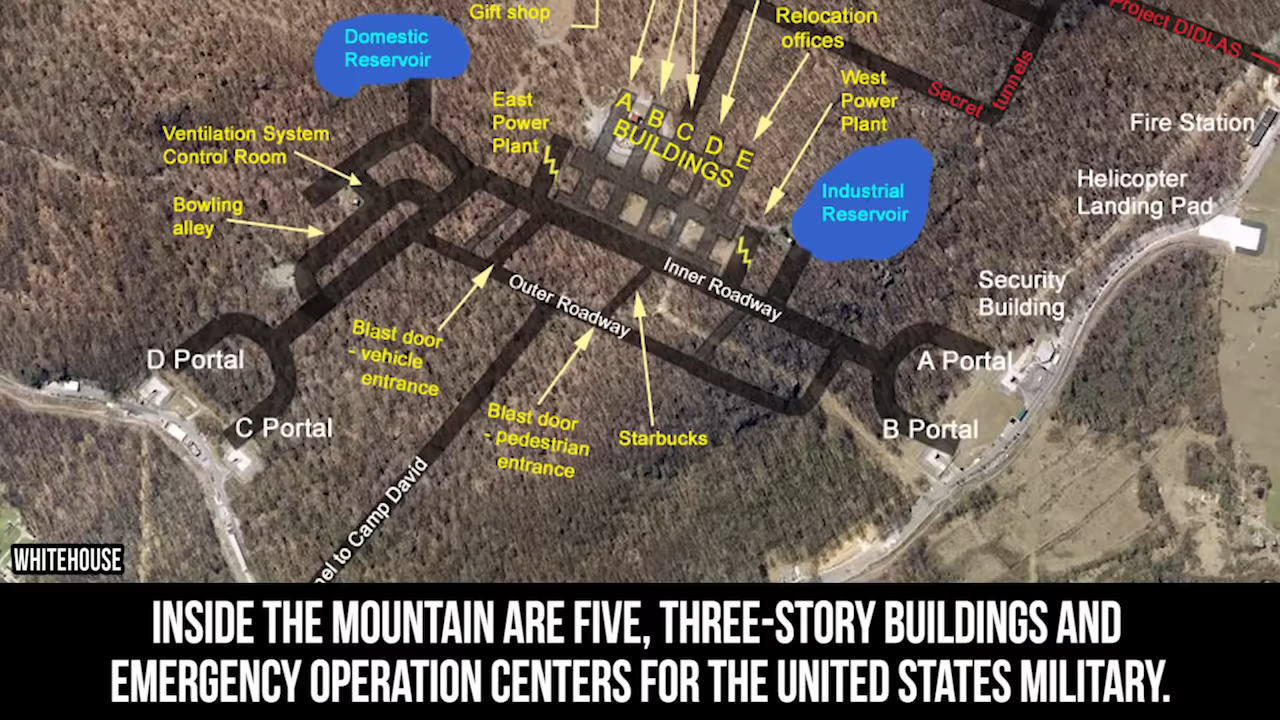 Gift shop
Relocation
offices
Project DIDLAS
Domestic
Reservoir
West
Power
Plant
Secret
tunnels
East
Power
Plant
A B C D E
BUILDINGS
Fire Station
Ventilation System
Control Room
Helicopter
Landing Pad
Industrial
Reservoir
Bowling
alley
Inner Roadway
Outer Roadway
Security
Building
Blast door
- vehicle
entrance
D Portal
A Portal
Blast door
- pedestrian
entrance
Starbucks
C Portal
B Portal
to Camp David
WHITEHOUSE
INSIDE THE MOUNTAIN ARE FIVE, THREE-STORY BUILDINGS AND
EMERGENCY OPERATION CENTERS FOR THE UNITED STATES MILITARY.